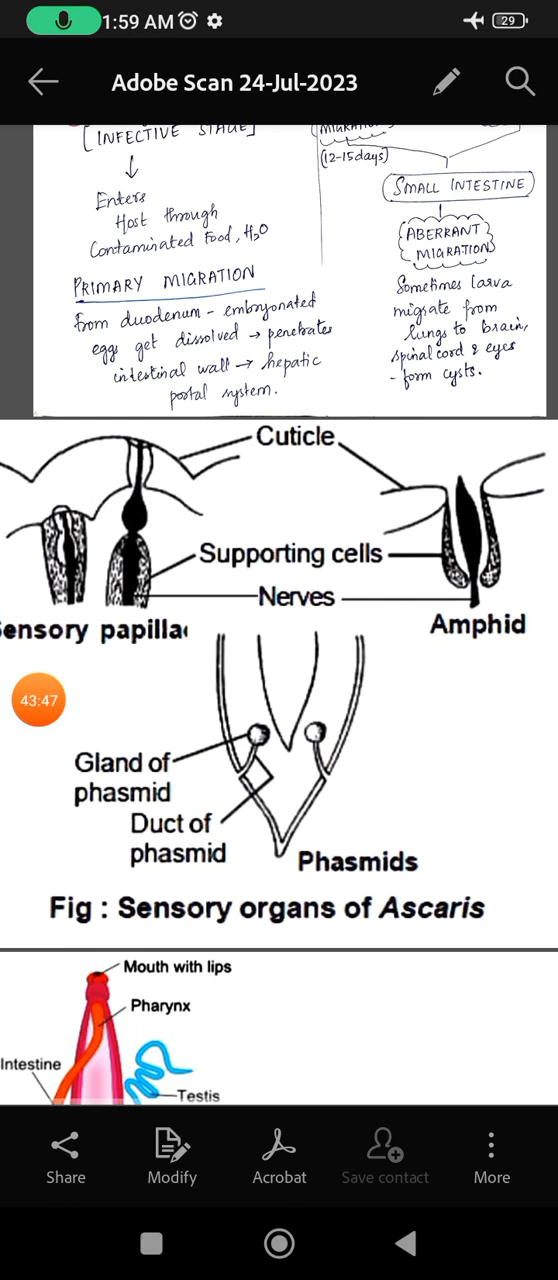 1:59 AM
29
Adobe Scan 24-Jul-2023
[INFECTIVE STAGE]
Enters
Host through
Contaminated Food, H₂O
PRIMARY MIGRATION
From duodenum - embryonated
eggs get dissolved → penetrates
intestinal wall → hepatic
portal system.
MIGRATION
(12-15days)
SMALL INTESTINE
ABERRANT
MIGRATION
Sometimes larva
migrate from
lungs to brain,
spinal cord & eyes
- form cysts.
Cuticle
Supporting cells
Nerves
Sensory papillae
Amphid
43:47
Gland of
phasmid
Duct of
phasmid
Phasmids
Fig : Sensory organs of Ascaris
Mouth with lips
Pharynx
Intestine
Testis
Share
Modify
Acrobat
Save contact
More